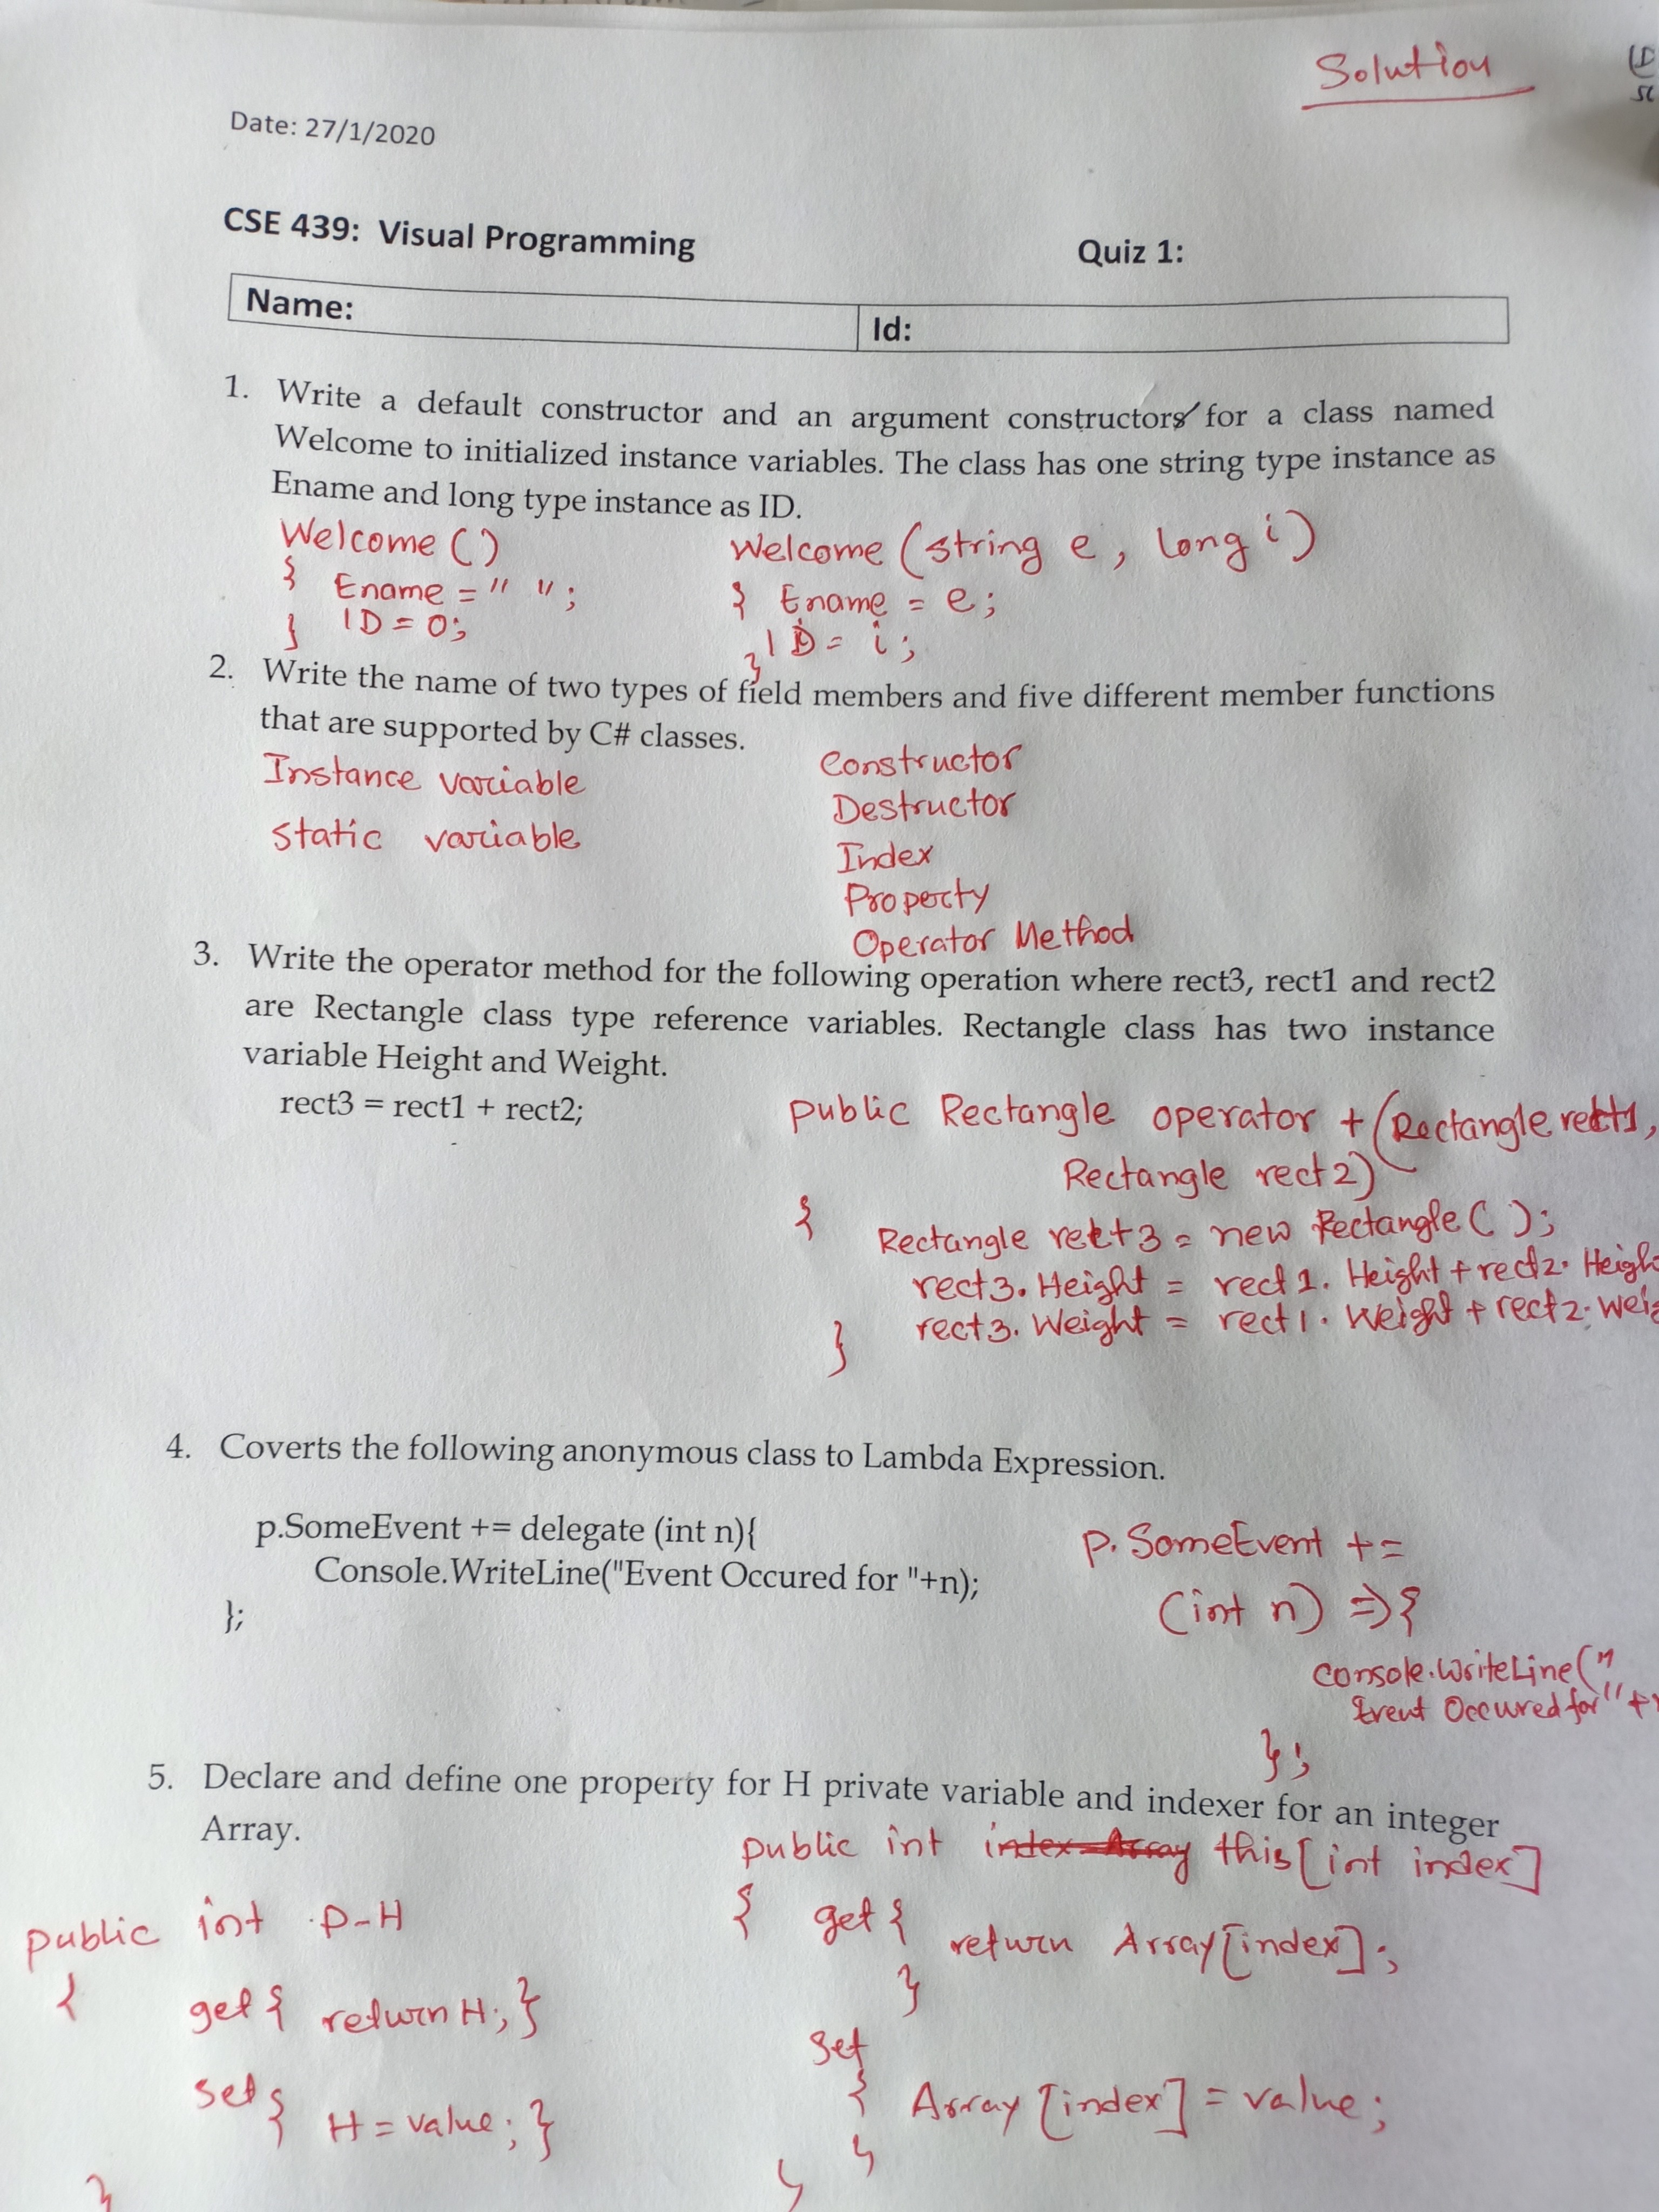 Solution
Date: 27/1/2020
CSE 439: Visual Programming Quiz 1:
Name: Id:
1. Write a default constructor and an argument constructors for a class named
Welcome to initialized instance variables. The class has one string type instance as
Ename and long type instance as ID.
Welcome () Welcome (string e, long i)
{ Ename = " "; { Ename = e;
ID = 0; ID = i;
} }
2. Write the name of two types of field members and five different member functions
that are supported by C# classes.
Instance variable Constructor
static variable Destructor
Index
Property
Operator Method
3. Write the operator method for the following operation where rect3, rect1 and rect2
are Rectangle class type reference variables. Rectangle class has two instance
variable Height and Weight.
rect3 = rect1 + rect2;
public Rectangle operator + (Rectangle rect1,
Rectangle rect2)
{
Rectangle rect3 = new Rectangle ( );
rect3. Height = rect1. Height + rect2. Heigh
rect3. Weight = rect1. Weight + rect2. Wei
}
4. Coverts the following anonymous class to Lambda Expression.
p.SomeEvent += delegate (int n){
Console.WriteLine("Event Occured for "+n);
};
p. SomeEvent +=
(int n) => {
Console.WriteLine("
Event Occured for" +
};
5. Declare and define one property for H private variable and indexer for an integer
Array.
public int index Array this [int index]
{ get {
return Array [index];
}
set
{ Array [index] = value;
}
}
public int p-H
{
get { return H; }
set { H = value; }
}